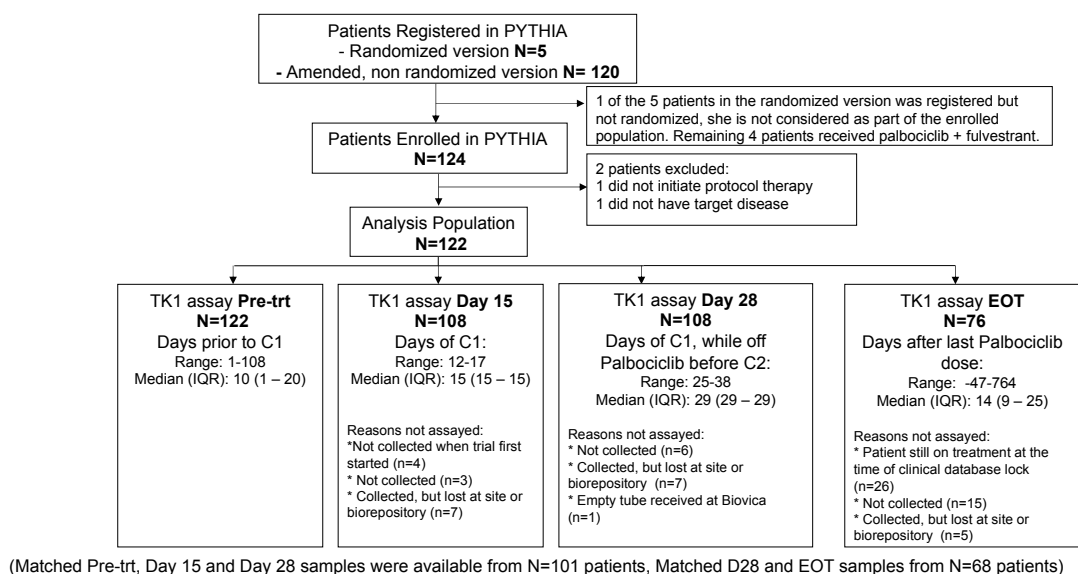 Patients Registered in PYTHIA
- Randomized version N=5
- Amended, non randomized version N= 120
1 of the 5 patients in the randomized version was registered but
not randomized, she is not considered as part of the enrolled
population. Remaining 4 patients received palbociclib + fulvestrant.
Patients Enrolled in PYTHIA
N=124
2 patients excluded:
1 did not initiate protocol therapy
1 did not have target disease
Analysis Population
N=122
TK1 assay Pre-trt
N=122
Days prior to C1
Range: 1-108
Median (IQR): 10 (1 – 20)
TK1 assay Day 15
N=108
Days of C1:
Range: 12-17
Median (IQR): 15 (15 – 15)
Reasons not assayed:
*Not collected when trial first
started (n=4)
* Not collected (n=3)
* Collected, but lost at site or
biorepository (n=7)
TK1 assay Day 28
N=108
Days of C1, while off
Palbociclib before C2:
Range: 25-38
Median (IQR): 29 (29 – 29)
Reasons not assayed:
* Not collected (n=6)
* Collected, but lost at site or
biorepository (n=7)
* Empty tube received at Biovica
(n=1)
TK1 assay EOT
N=76
Days after last Palbociclib
dose:
Range: -47-764
Median (IQR): 14 (9 – 25)
Reasons not assayed:
* Patient still on treatment at the
time of clinical database lock
(n=26)
* Not collected (n=15)
* Collected, but lost at site or
biorepository (n=5)
(Matched Pre-trt, Day 15 and Day 28 samples were available from N=101 patients, Matched D28 and EOT samples from N=68 patients)